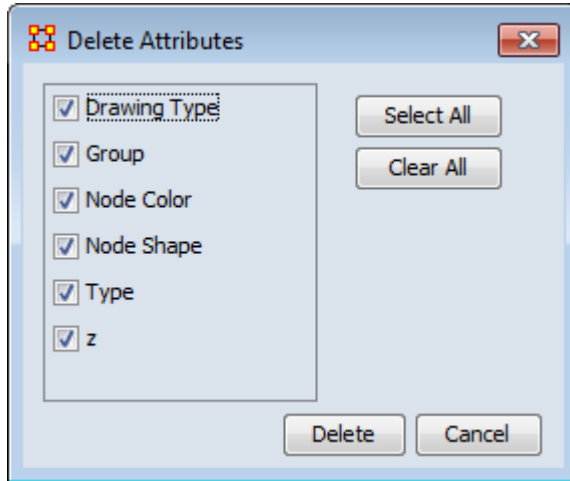 Delete Attributes
Drawing Type
Group
Node Color
Node Shape
Type
z
Select All
Clear All
Delete
Cancel